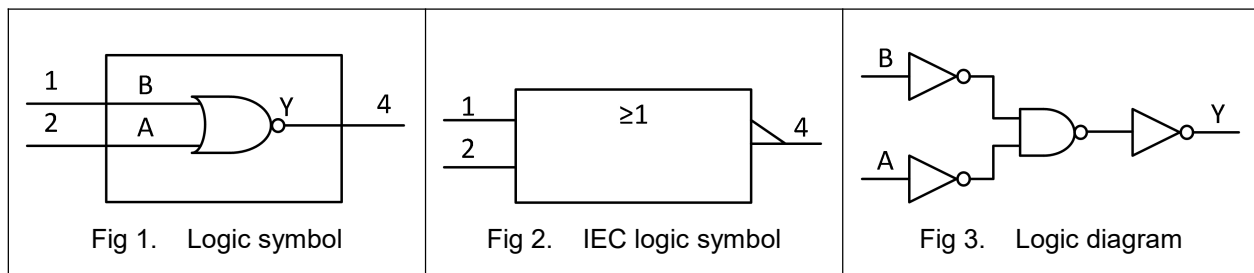 1
B
2
A
Y
4
Fig 1. Logic symbol
1
2
≥1
4
Fig 2. IEC logic symbol
B
A
Y
Fig 3. Logic diagram